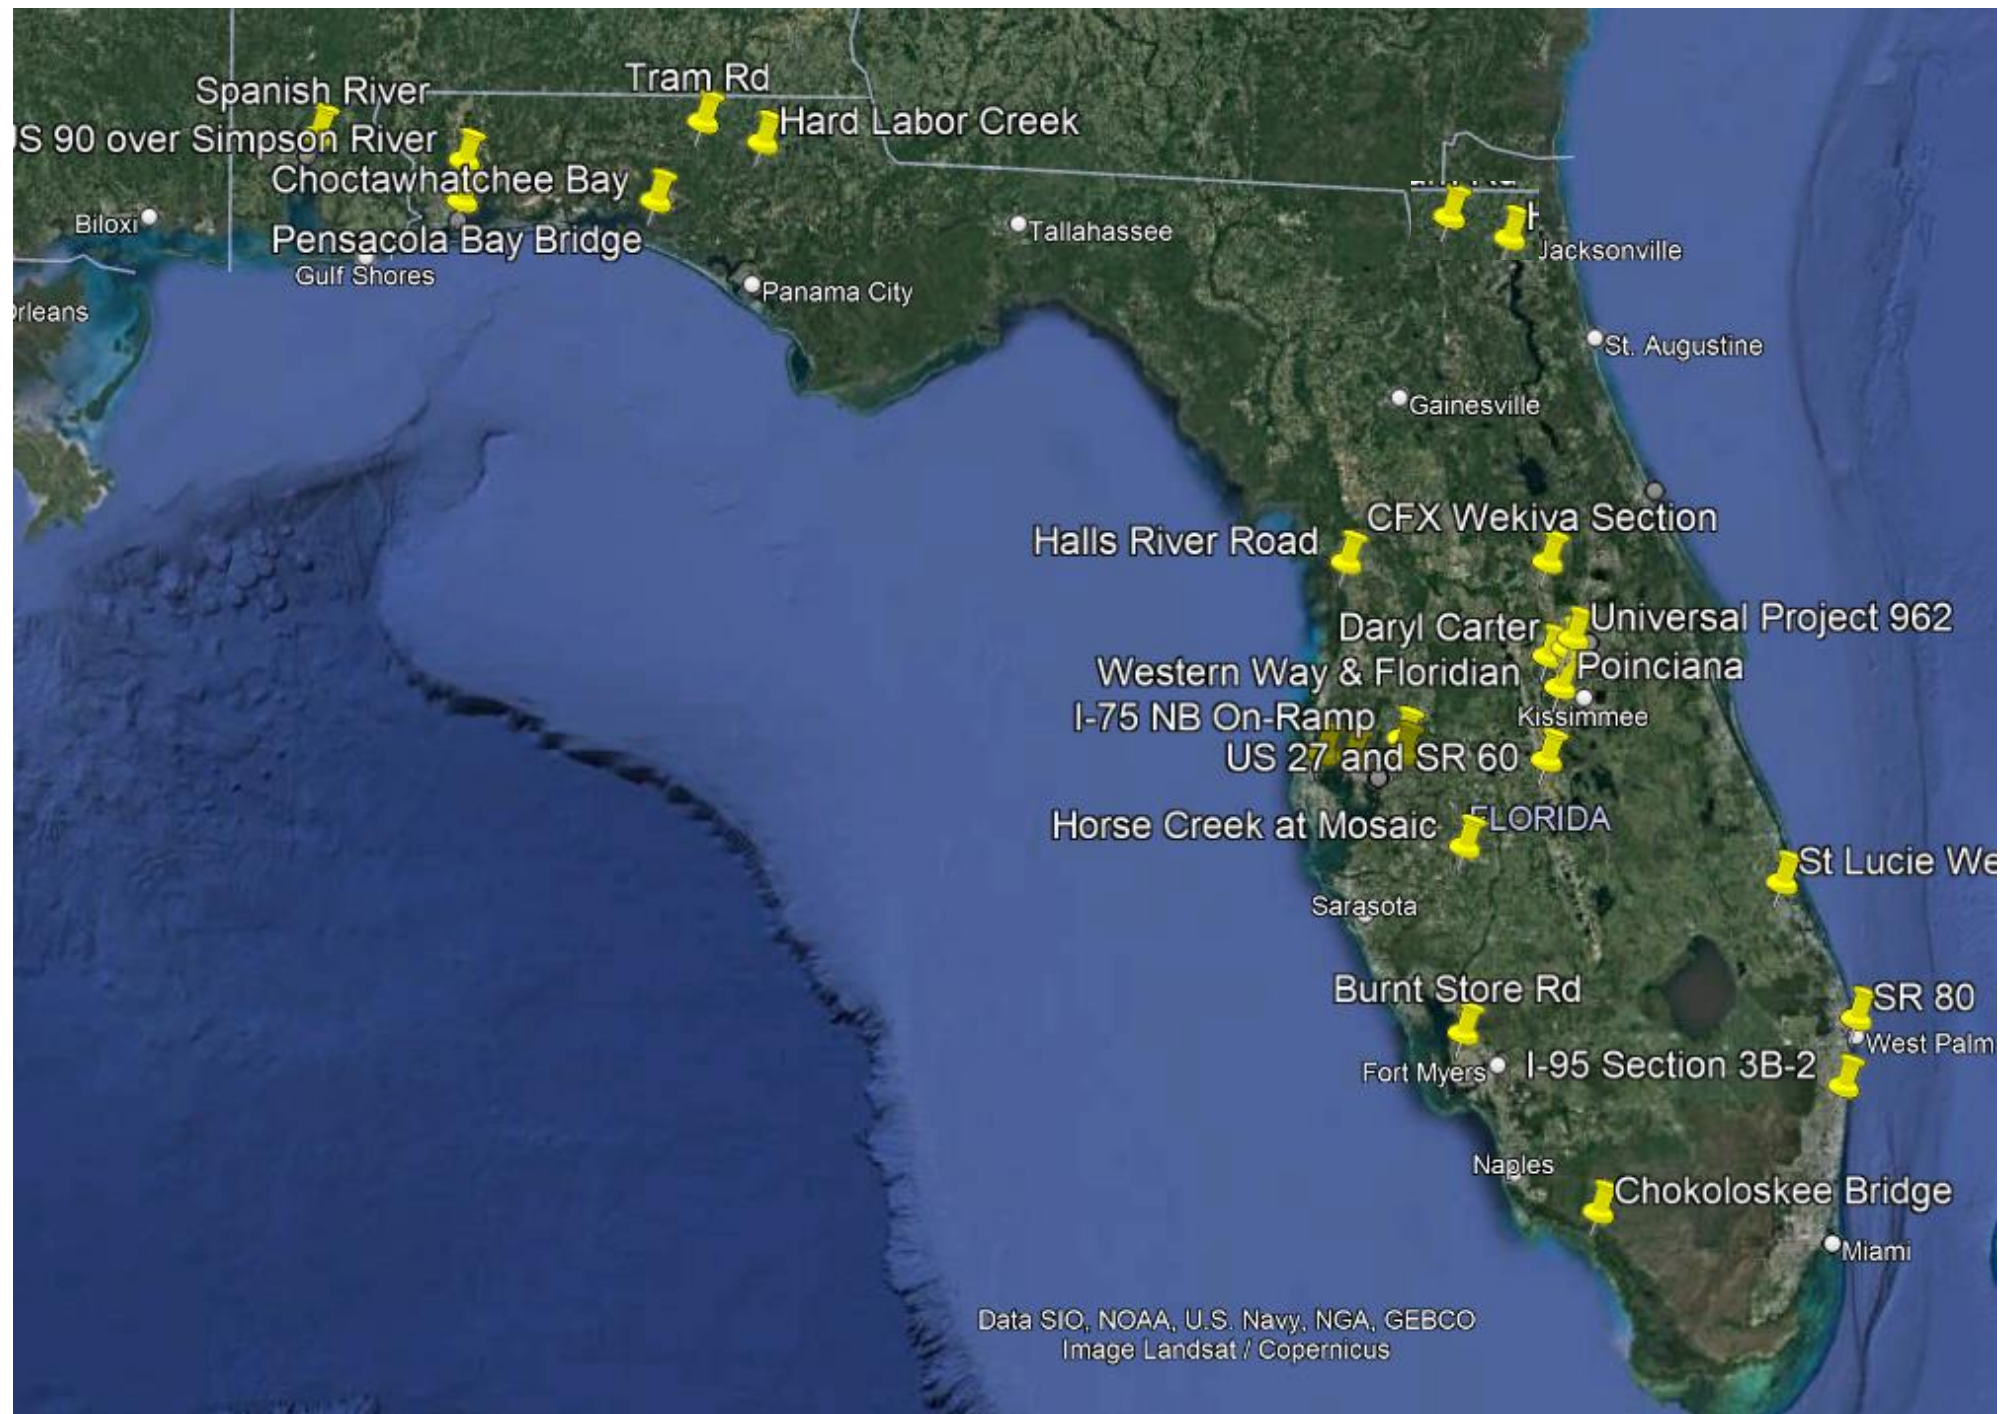 Tram Rd
Spanish River
Hard Labor Creek
US 90 over Simpson River
Choctawhatchee Bay
Biloxi
Tallahassee
Pensacola Bay Bridge
Jacksonville
Gulf Shores
Panama City
St. Augustine
Gainesville
CFX Wekiva Section
Halls River Road
Universal Project 962
Daryl Carter
Poinciana
Western Way & Floridian
I-75 NB On-Ramp
Kissimmee
US 27 and SR 60
FLORIDA
Horse Creek at Mosaic
St Lucie We
Sarasota
Burnt Store Rd
SR 80
West Palm
I-95 Section 3B-2
Fort Myers
Naples
Chokoloskee Bridge
Miami
Data SIO, NOAA, U.S. Navy, NGA, GEBCO
Image Landsat / Copernicus